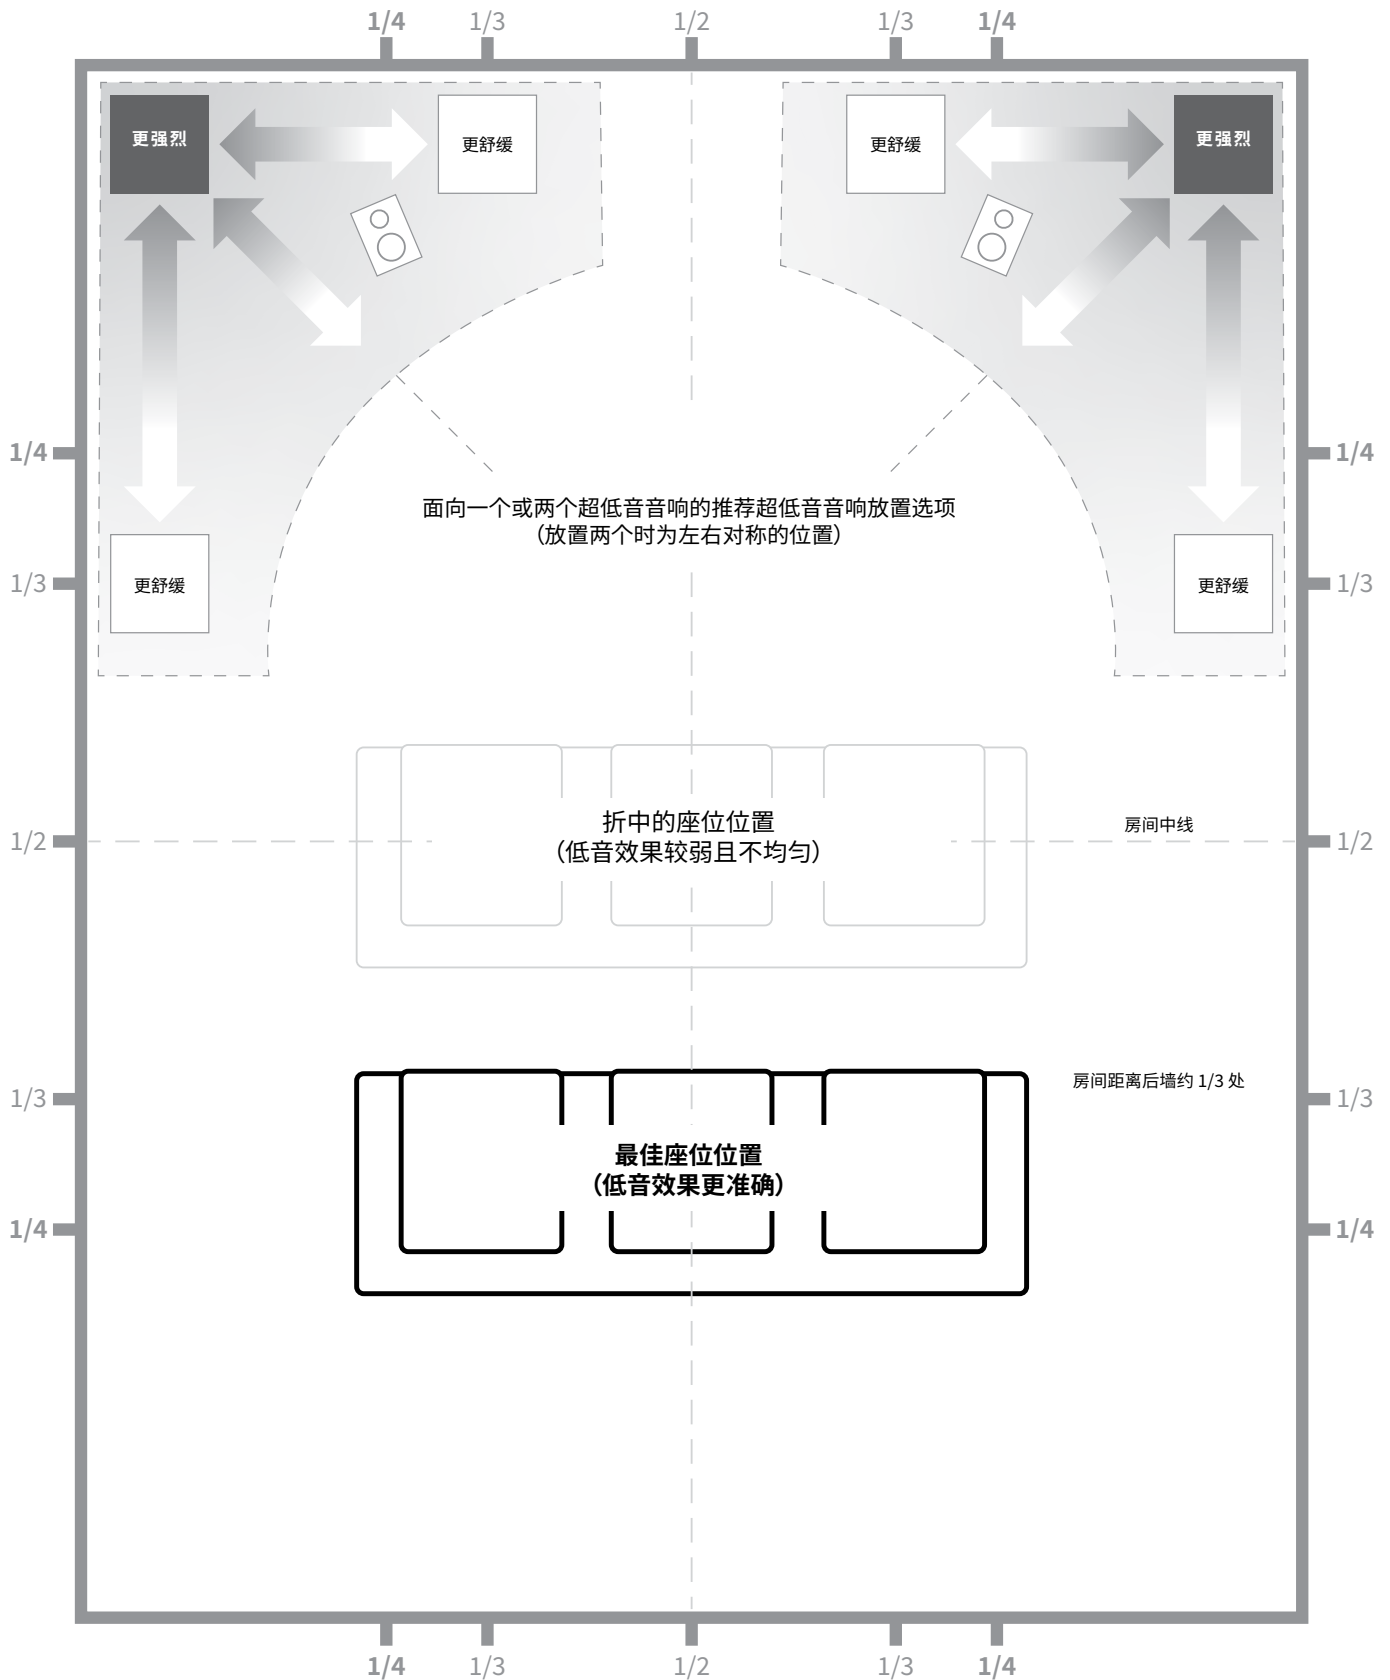 1/4 1/3 1/2 1/3 1/4
更强烈 更舒缓 更舒缓 更强烈
1/4 1/4
面向一个或两个超低音音响的推荐超低音音响放置选项
(放置两个时为左右对称的位置)
1/3 更舒缓 更舒缓 1/3
折中的座位位置
房间中线
1/2 1/2
(低音效果较弱且不均匀)
房间距离后墙约 1/3 处
1/3 1/3
最佳座位位置
(低音效果更准确)
1/4 1/4
1/4 1/3 1/2 1/3 1/4